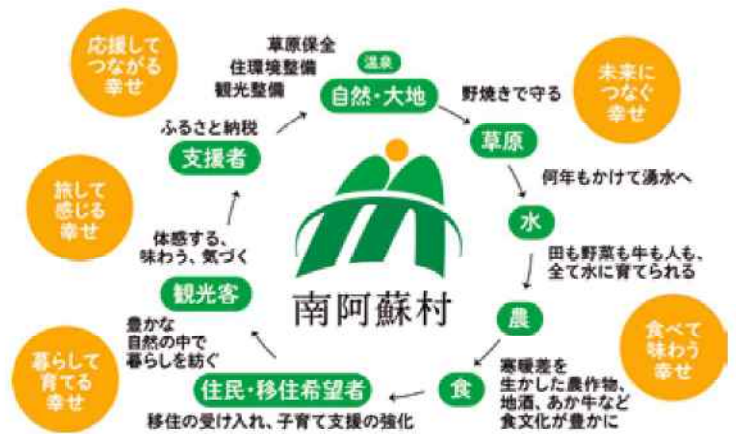 応援して
つながる
幸せ
草原保全
住環境整備
観光整備
温泉
自然・大地
野焼きで守る
未来に
つなぐ
幸せ
ふるさと納税
支援者
草原
何年もかけて湧水へ
旅して
感じる
幸せ
水
体感する、
味わう、気づく
田も野菜も牛も人も、
全て水に育てられる
観光客
南阿蘇村
農
豊かな
自然の中で
暮らしを紡ぐ
食べて
味わう
幸せ
暮らして
育てる
幸せ
住民・移住希望者
食
寒暖差を
生かした農作物、
地酒、あか牛など
食文化が豊かに
移住の受け入れ、子育て支援の強化